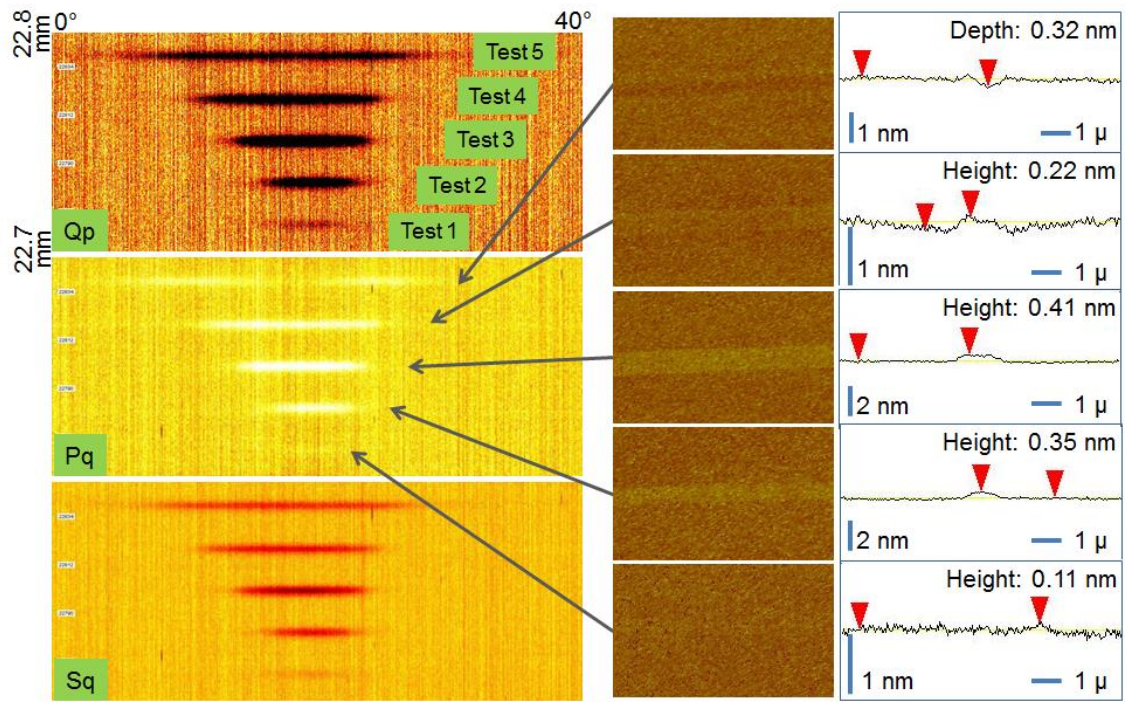 22.8 mm
0°
40°
Test 5
Test 4
Test 3
Test 2
Test 1
Qp
22.7 mm
Pq
Sq
Depth: 0.32 nm
1 nm
1 µ
Height: 0.22 nm
1 nm
1 µ
Height: 0.41 nm
2 nm
1 µ
Height: 0.35 nm
2 nm
1 µ
Height: 0.11 nm
1 nm
1 µ